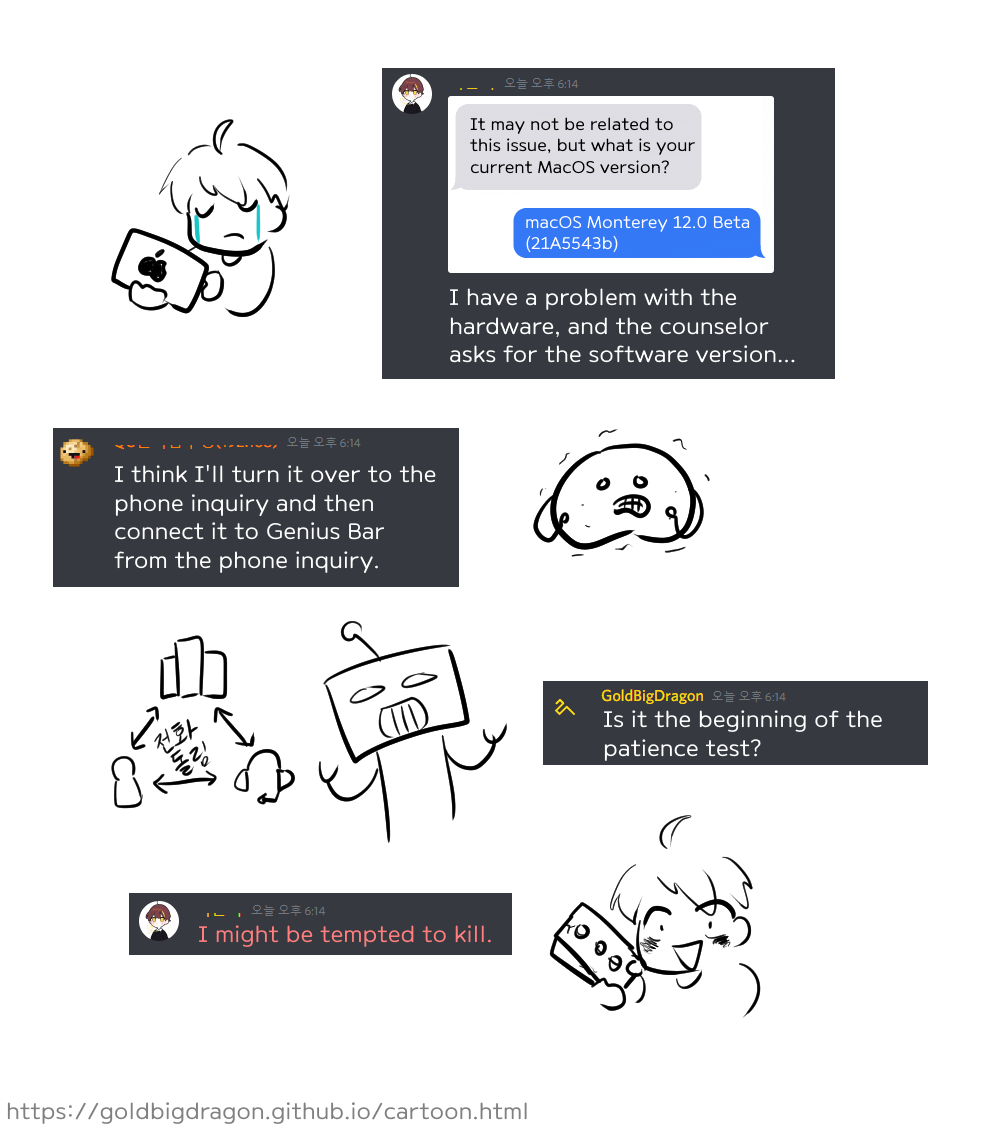 오늘 오후 6:14
It may not be related to
this issue, but what is your
current MacOS version?
macOS Monterey 12.0 Beta
(21A5543b)
I have a problem with the
hardware, and the counselor
asks for the software version...
오늘 오후 6:14
I think I'll turn it over to the
phone inquiry and then
connect it to Genius Bar
from the phone inquiry.
전화
돌링
GoldBigDragon 오늘 오후 6:14
Is it the beginning of the
patience test?
오늘 오후 6:14
I might be tempted to kill.
https://goldbigdragon.github.io/cartoon.html